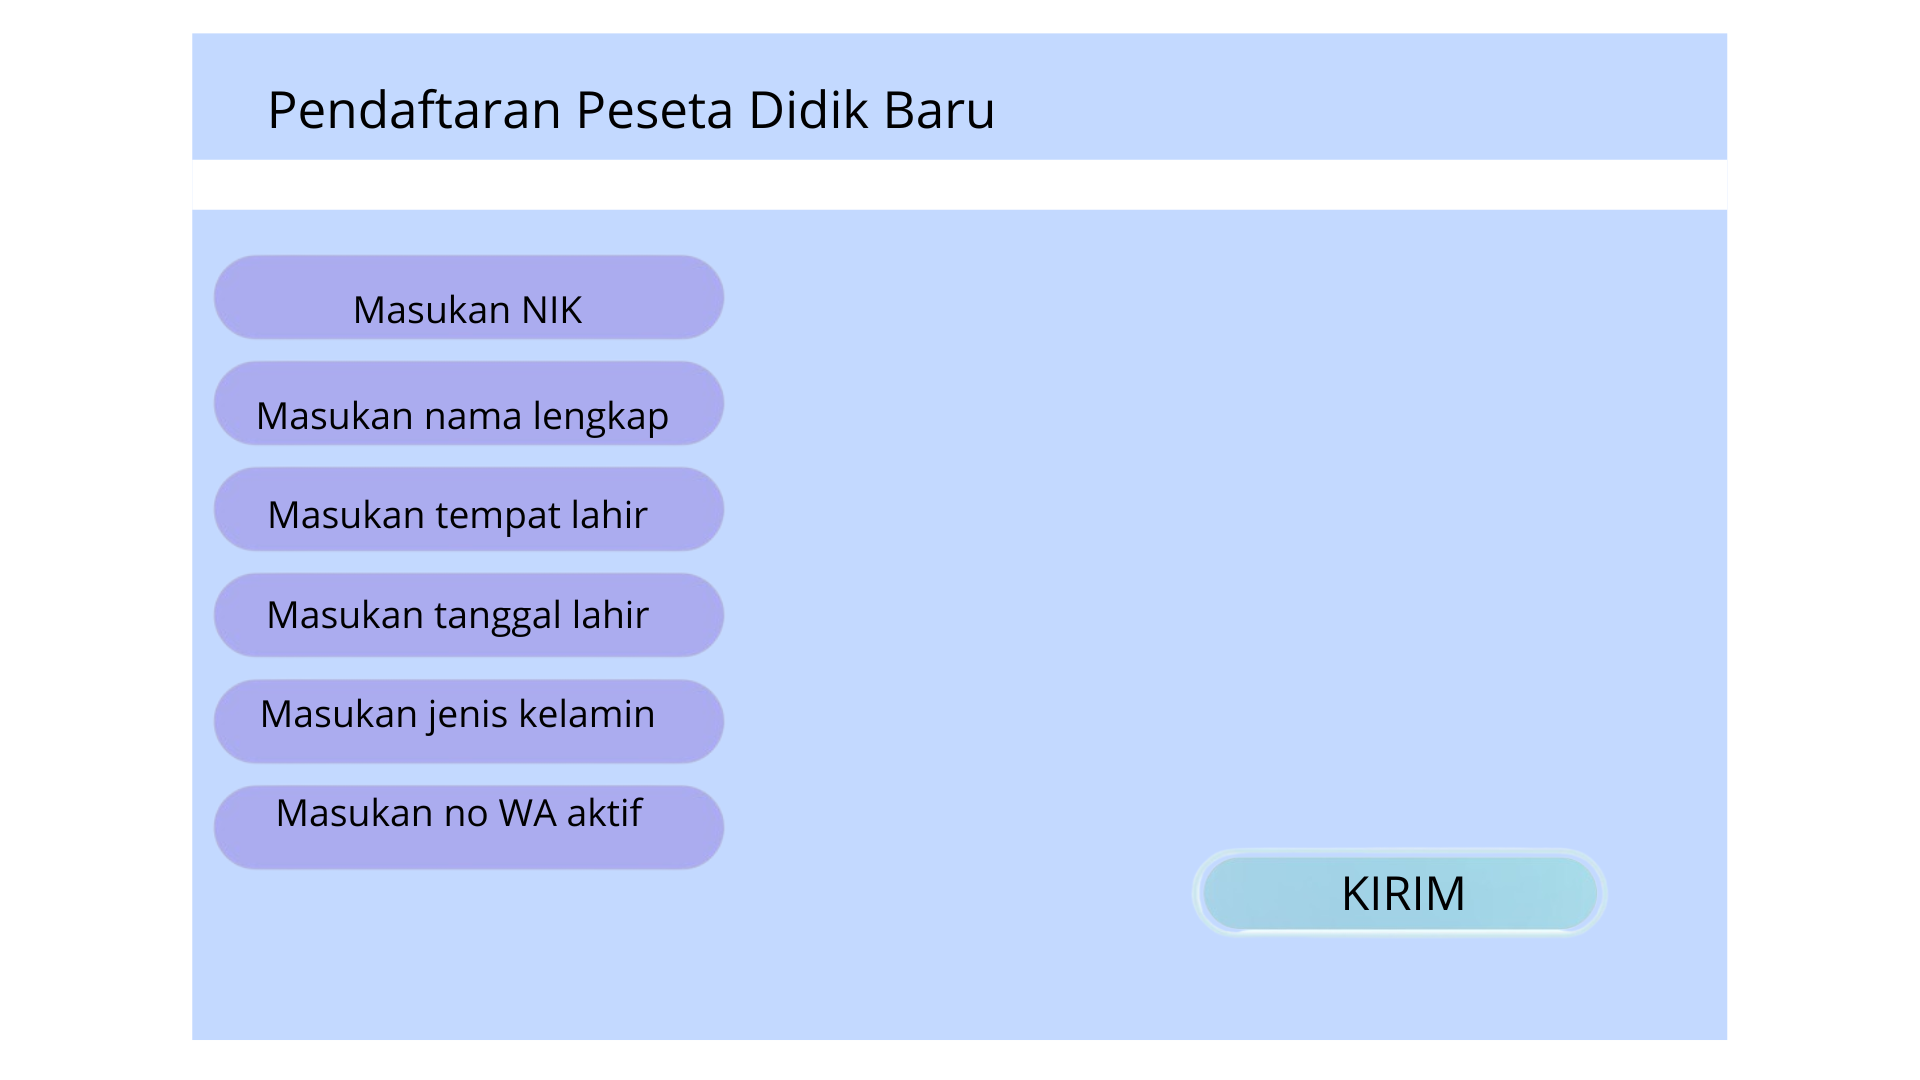 Pendaftaran Peseta Didik Baru
Masukan NIK
Masukan nama lengkap
Masukan tempat lahir
Masukan tanggal lahir
Masukan jenis kelamin
Masukan no WA aktif
KIRIM